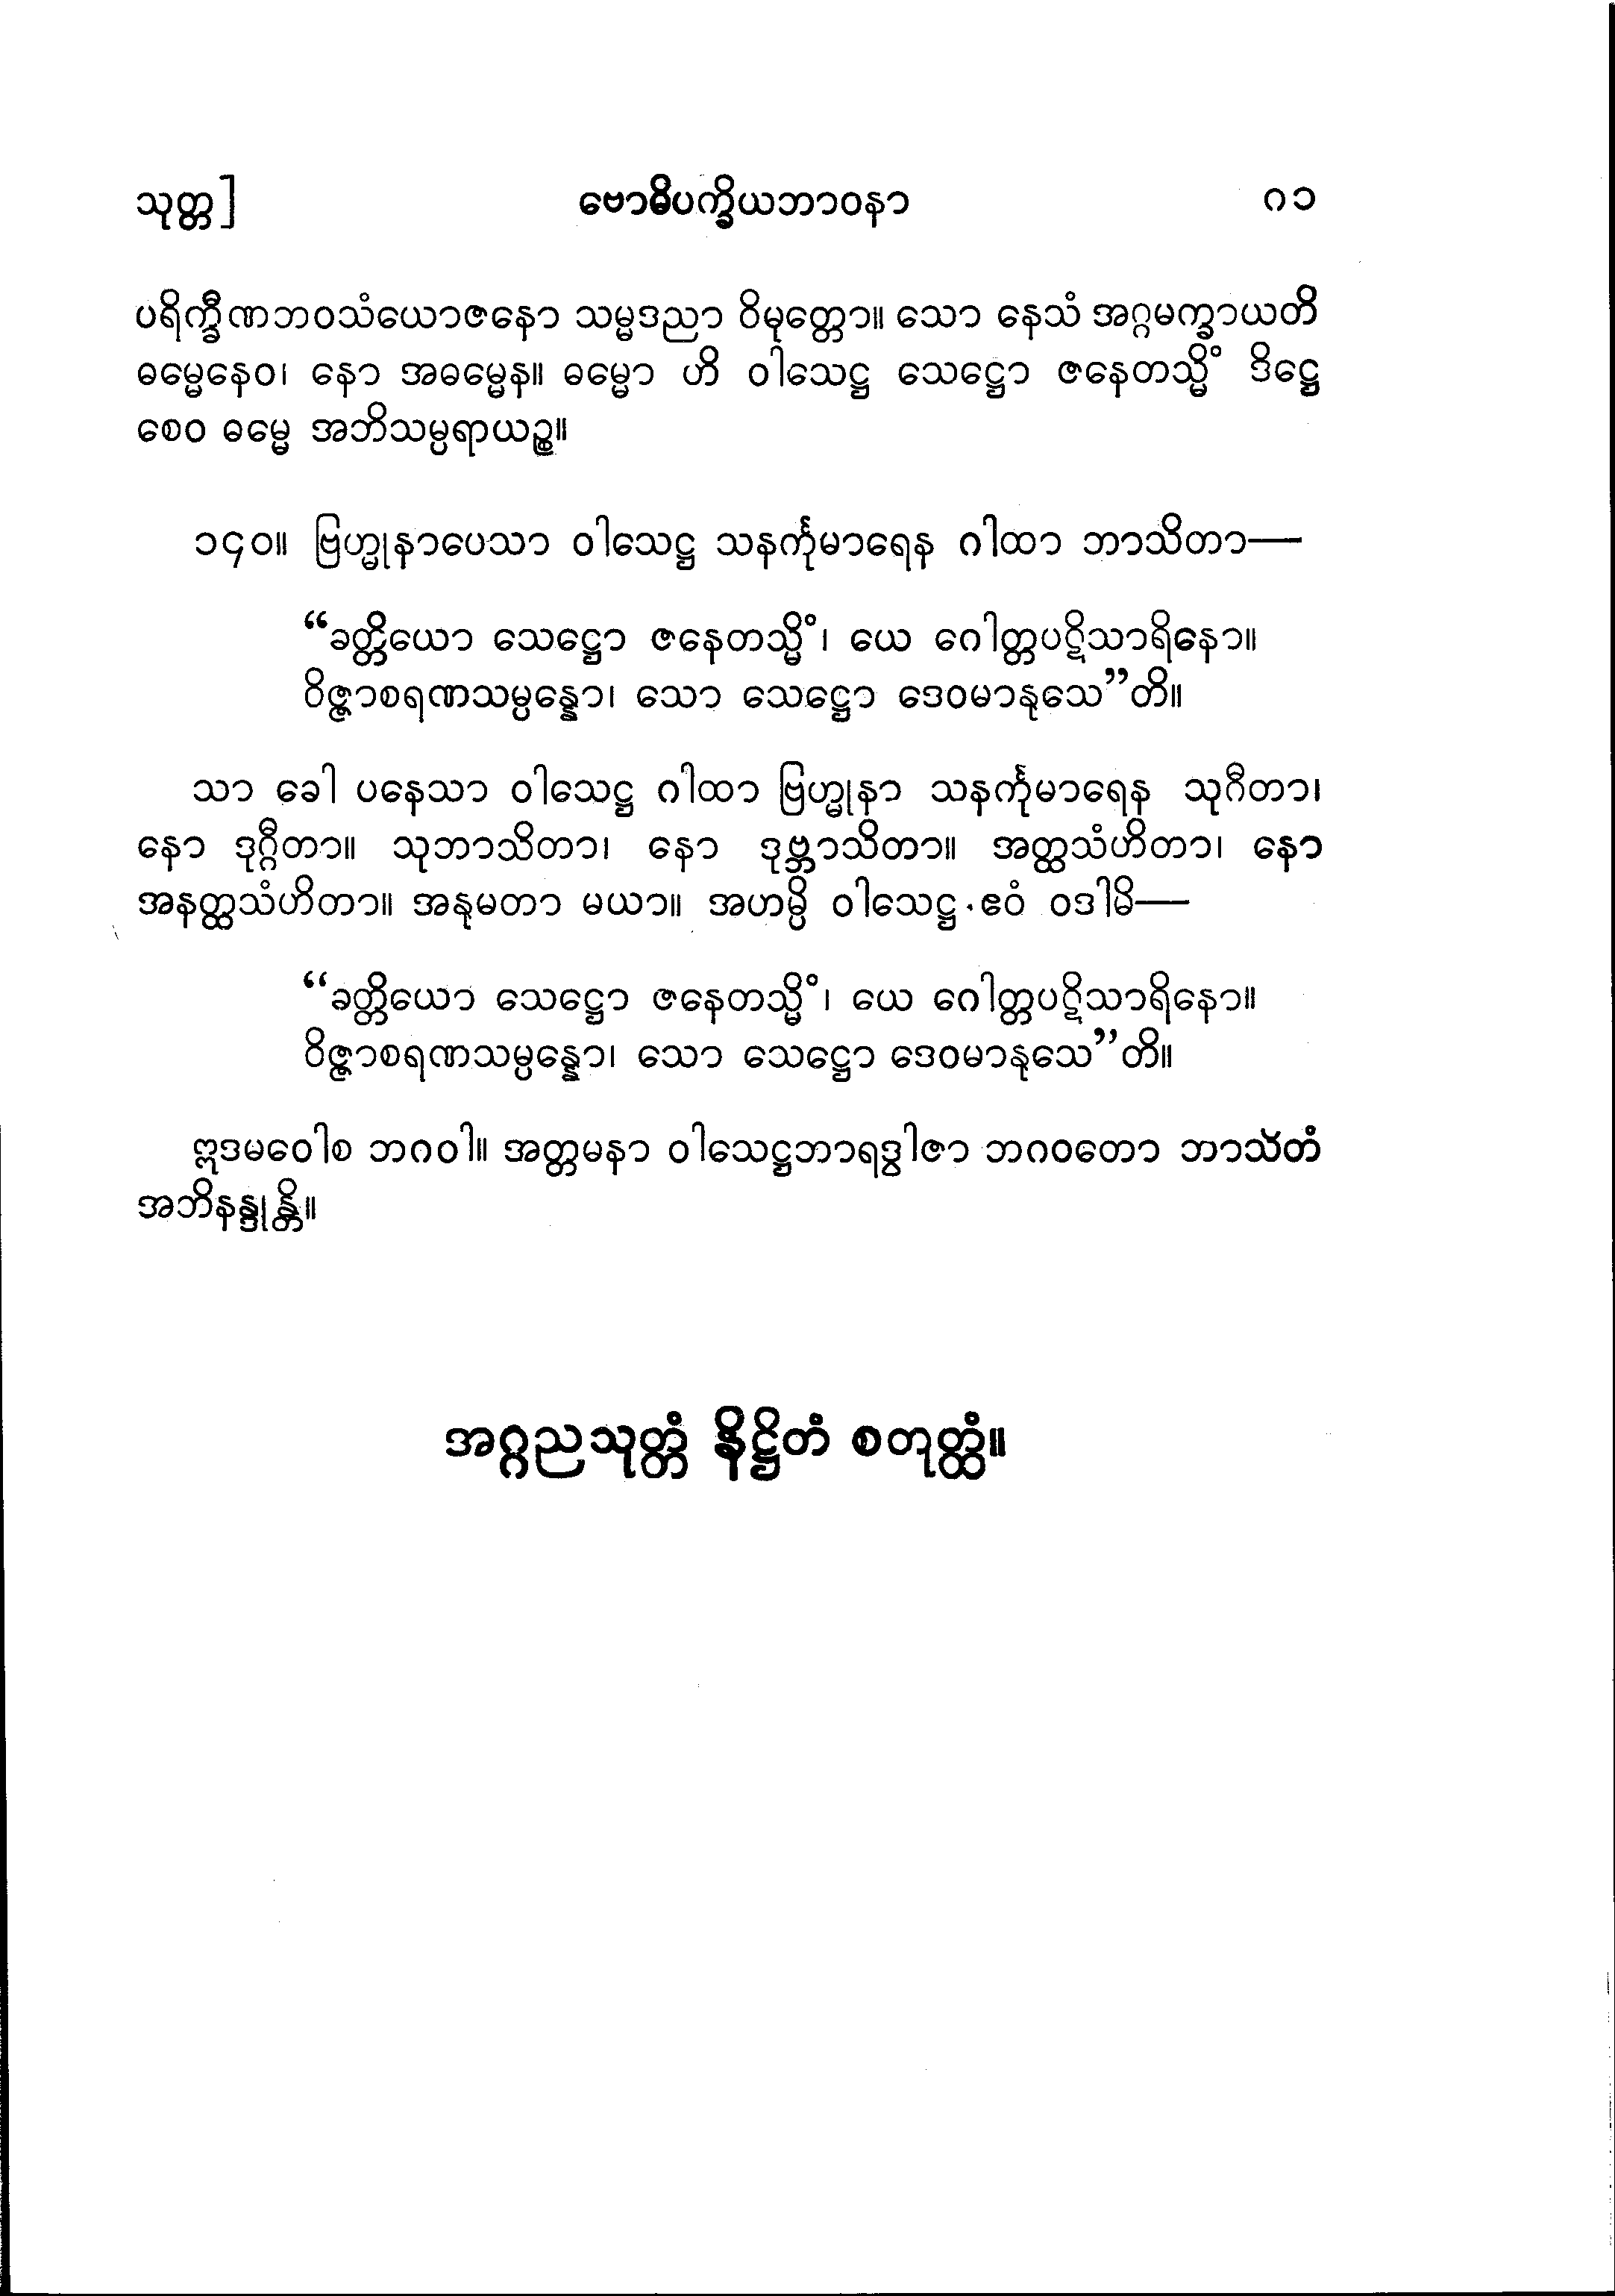 သုတ္တ] ဗောဓိပက္ခိယဘာဝနာ ဂ၁
ပရိက္ခီဏဘဝသံယောဇနော သမ္မဒညာ ဝိမုတ္တော။ သော နေသံ အဂ္ဂမက္ခာယတိ
ဓမ္မေနေဝ၊ နော အဓမ္မေန။ ဓမ္မော ဟိ ဝါသေဋ္ဌ သေဋ္ဌော ဇနေတသ္မိံ ဒိဋ္ဌေ
စေဝ ဓမ္မေ အဘိသမ္ပရာယဉ္စ။
၁၄၀။ ဗြဟ္မုနာပေသာ ဝါသေဋ္ဌ သနင်္ကုမာရေန ဂါထာ ဘာသိတာ—
“ခတ္တိယော သေဋ္ဌော ဇနေတသ္မိံ၊ ယေ ဂေါတ္တပဋိသာရိနော။
ဝိဇ္ဇာစရဏသမ္ပန္နော၊ သော သေဋ္ဌော ဒေဝမာနုသေ”တိ။
သာ ခေါ ပနေသာ ဝါသေဋ္ဌ ဂါထာ ဗြဟ္မုနာ သနင်္ကုမာရေန သုဂီတာ၊
နော ဒုဂ္ဂီတာ။ သုဘာသိတာ၊ နော ဒုဗ္ဘာသိတာ။ အတ္ထသံဟိတာ၊ နော
အနတ္ထသံဟိတာ။ အနုမတာ မယာ။ အဟမ္ပိ ဝါသေဋ္ဌ ဧဝံ ဝဒါမိ—
“ခတ္တိယော သေဋ္ဌော ဇနေတသ္မိံ၊ ယေ ဂေါတ္တပဋိသာရိနော။
ဝိဇ္ဇာစရဏသမ္ပန္နော၊ သော သေဋ္ဌော ဒေဝမာနုသေ”တိ။
ဣဒမဝေါစ ဘဂဝါ။ အတ္တမနာ ဝါသေဋ္ဌဘာရဒွါဇာ ဘဂဝတော ဘာသိတံ
အဘိနန္ဒုန္တိ။
အဂ္ဂညသုတ္တံ နိဋ္ဌိတံ စတုတ္ထံ။